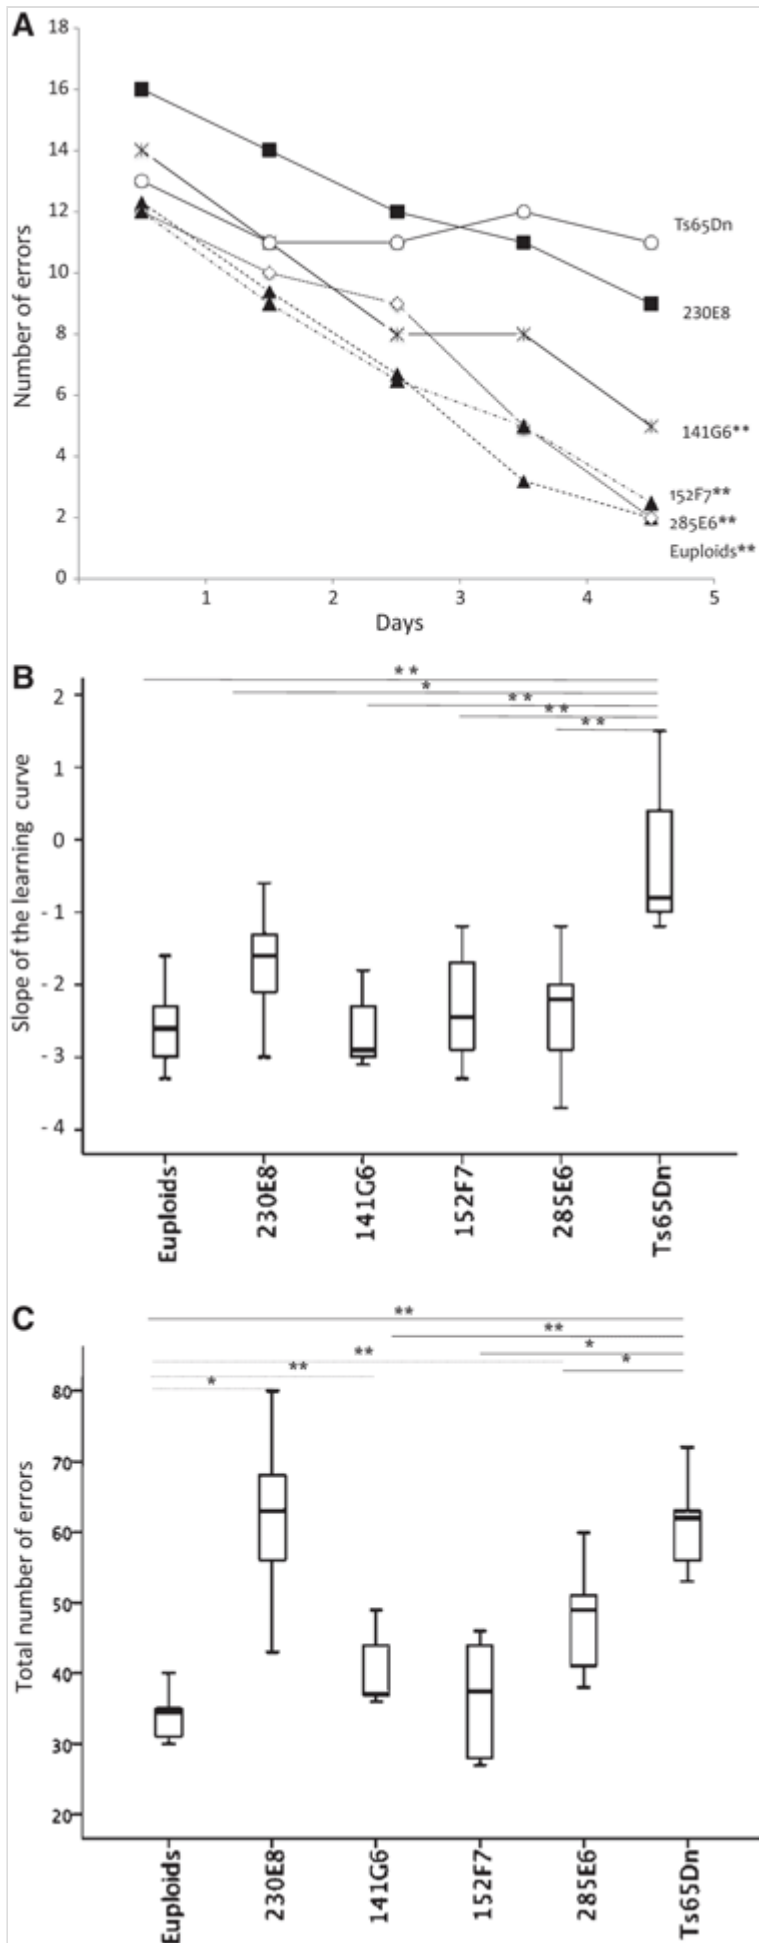 A
18
16
14
12
10
8
6
4
2
0
Number of errors
Ts65Dn
230E8
141G6**
152F7**
285E6**
Euploids**
1
2
3
4
5
Days
B
**
*
**
**
**
2
1
0
- 1
- 2
- 3
- 4
Slope of the learning curve
Euploids
230E8
141G6
152F7
285E6
Ts65Dn
C
**
**
*
**
*
**
*
80
70
60
50
40
30
20
Total number of errors
Euploids
230E8
141G6
152F7
285E6
Ts65Dn